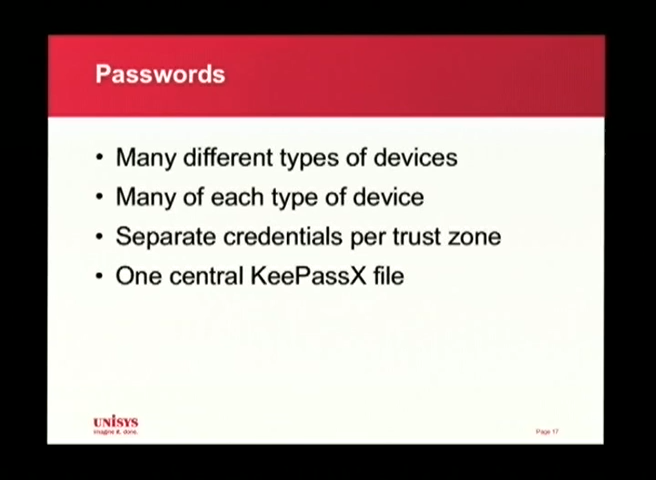 Passwords
• Many different types of devices
• Many of each type of device
• Separate credentials per trust zone
• One central KeePassX file
UNISYS
imagine it. done.
Page 17